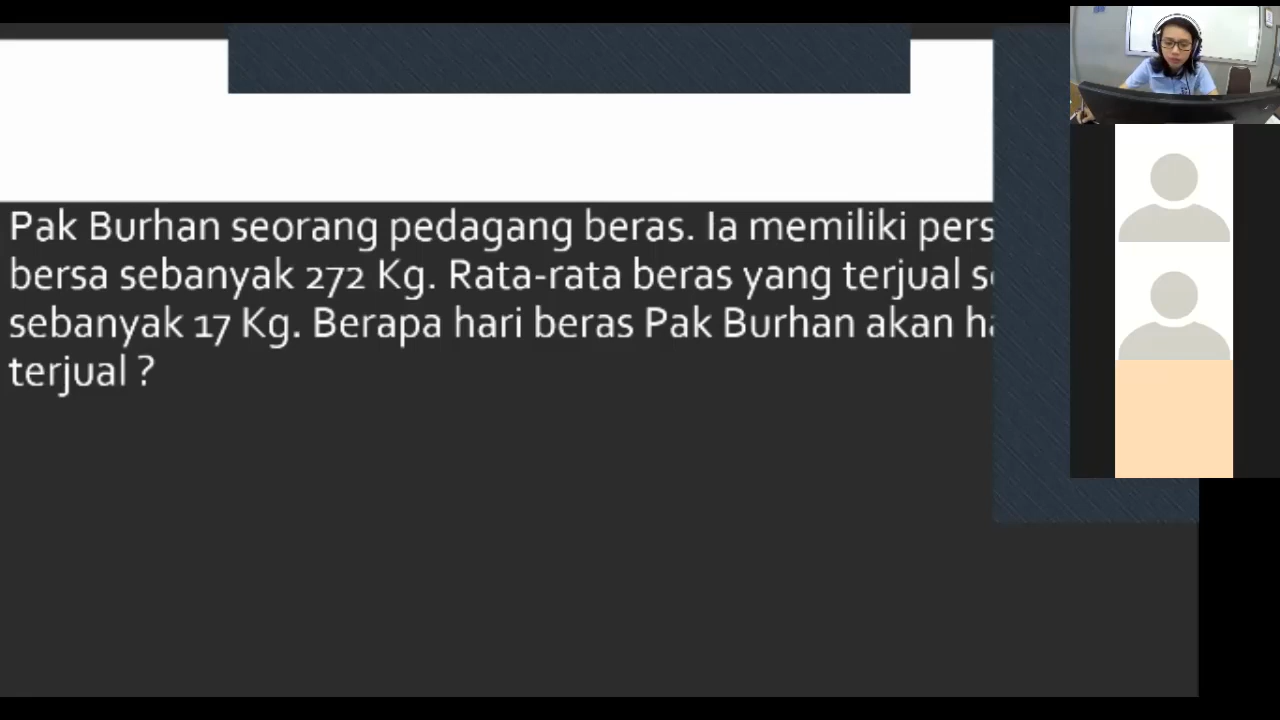 Pak Burhan seorang pedagang beras. Ia memiliki
bersa sebanyak 272 Kg. Rata-rata beras yang terjual
sebanyak 17 Kg. Berapa hari beras Pak Burhan akan
terjual ?